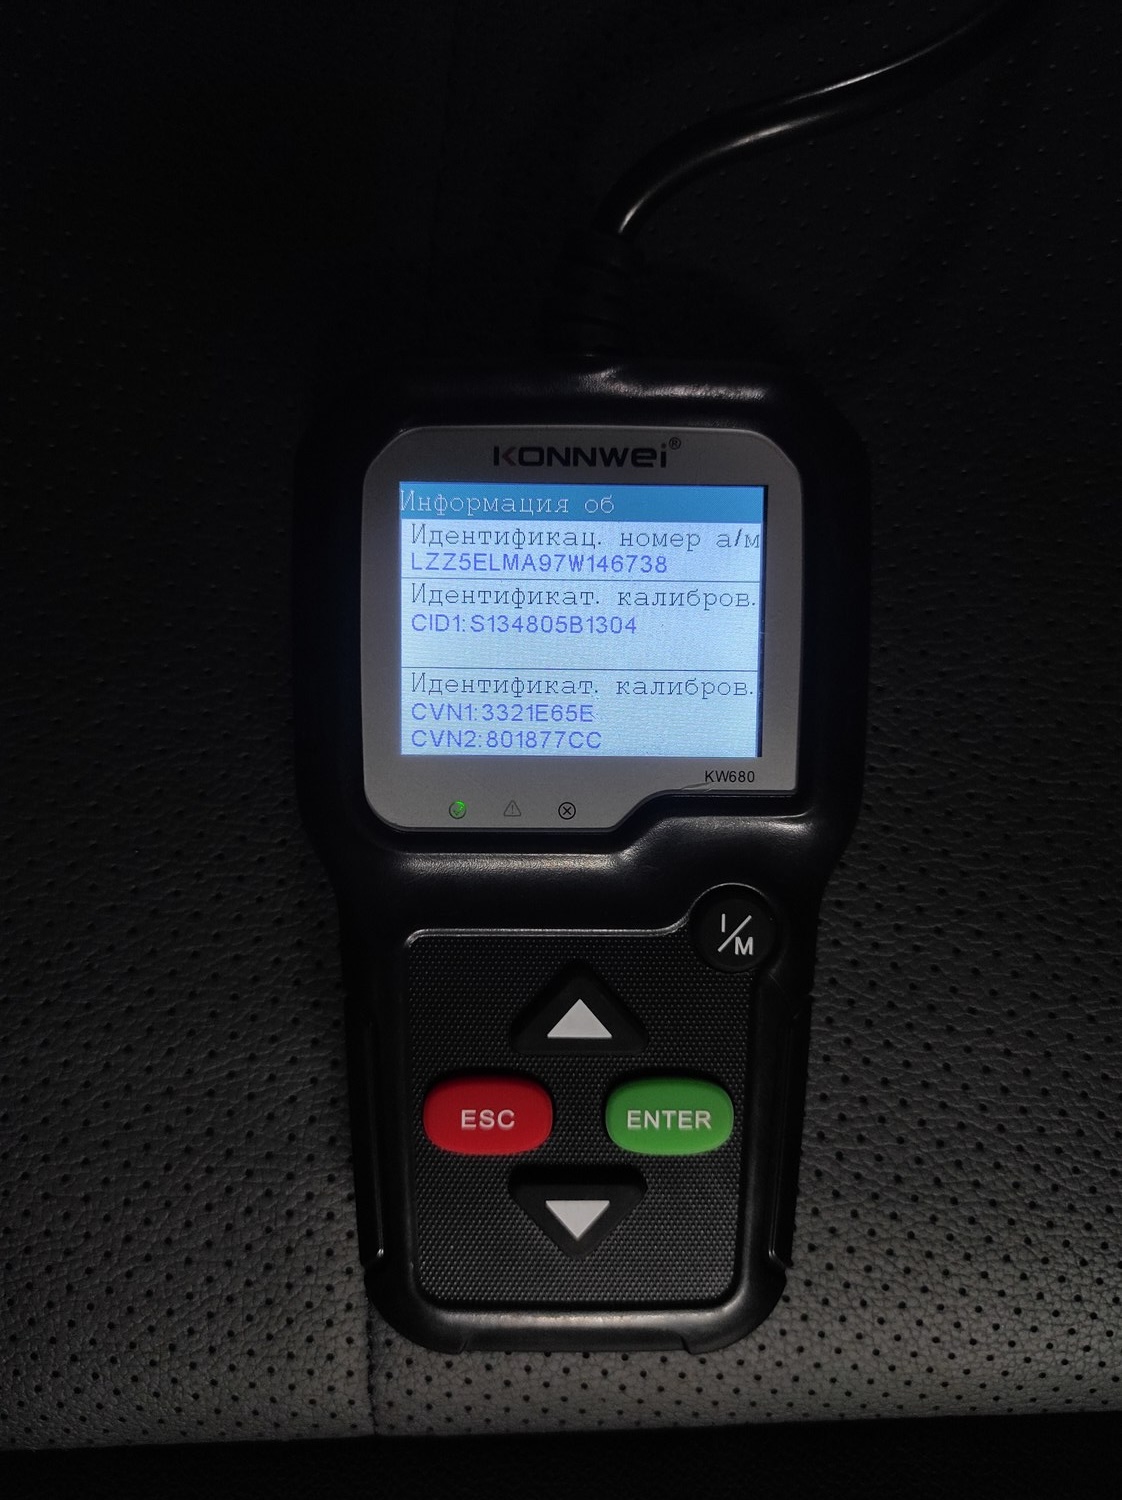 KONNWEI®
Информация об
Идентификац. номер а/м
LZZ5ELMA97W146738
Идентификат. калибров.
CID1:S134805B1304
Идентификат. калибров.
CVN1:3321E65E
CVN2:801877CC
KW680
I/M
ESC
ENTER